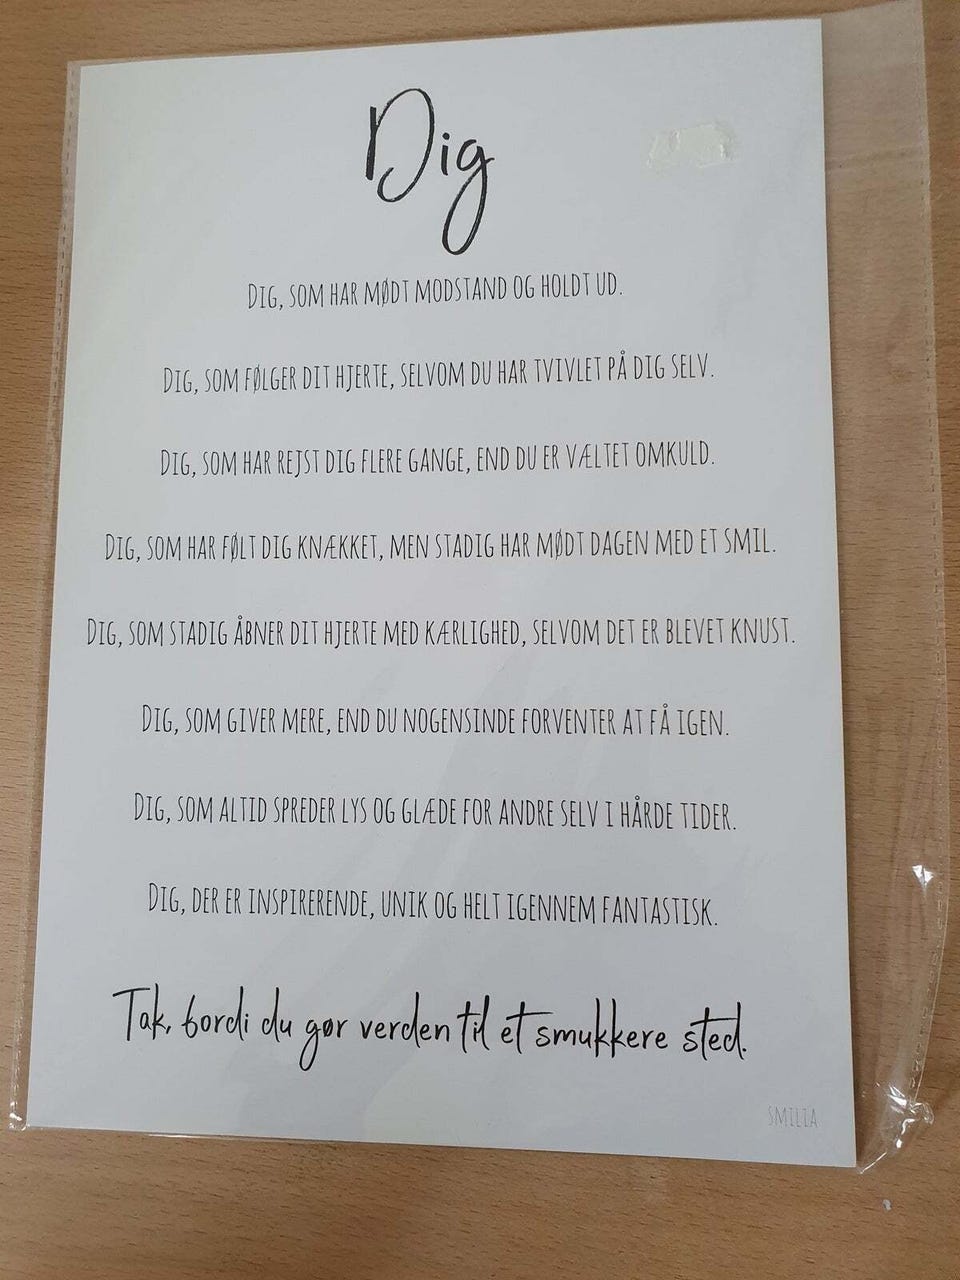 Dig
DIG, SOM HAR MØDT MODSTAND OG HOLDT UD.
DIG, SOM FØLGER DIT HJERTE, SELVOM DU HAR TVIVLET PÅ DIG SELV.
DIG, SOM HAR REJST DIG FLERE GANGE, END DU ER VÆLTET OMKULD.
DIG, SOM HAR FØLT DIG KNÆKKET, MEN STADIG HAR MØDT DAGEN MED ET SMIL.
DIG, SOM STADIG ÅBNER DIT HJERTE MED KÆRLIGHED, SELVOM DET ER BLEVET KNUST.
DIG, SOM GIVER MERE, END DU NOGENSINDE FORVENTER AT FÅ IGEN.
DIG, SOM ALTID SPREDER LYS OG GLÆDE FOR ANDRE SELV I HÅRDE TIDER.
DIG, DER ER INSPIRERENDE, UNIK OG HELT IGENNEM FANTASTISK.
Tak, fordi du gør verden til et smukkere sted.
SMILIA